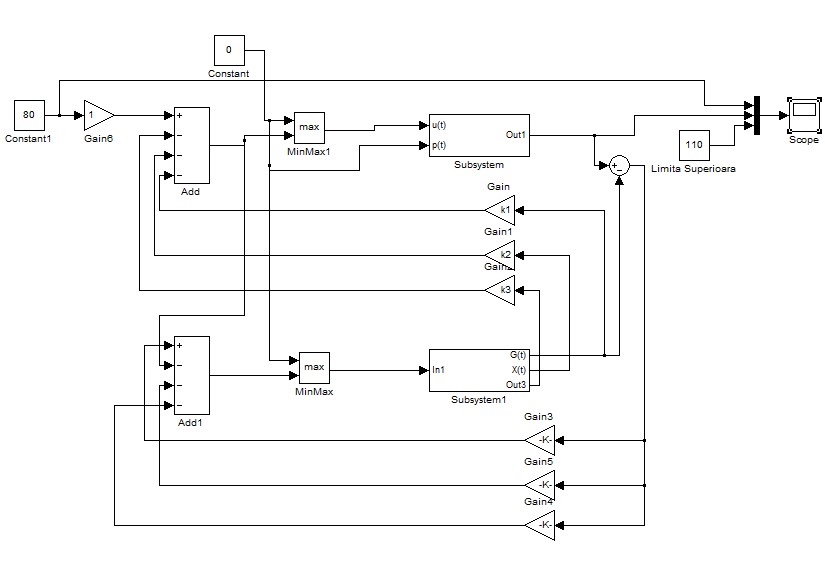 0
Constant
80
Constant1
1
Gain6
+
−
−
−
Add
max
MinMax1
u(t)
p(t)
Out1
Subsystem
110
Limita Superioara
Scope
+
−
Gain
k1
Gain1
k2
k3
+
−
−
−
Add1
max
MinMax
In1
G(t)
X(t)
Out3
Subsystem1
Gain3
-K-
Gain5
-K-
Gain4
-K-